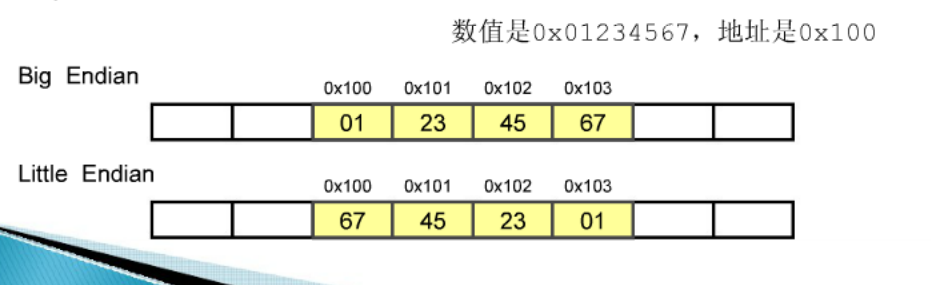 数值是0x01234567，地址是0x100
Big Endian
0x100 0x101 0x102 0x103
01 23 45 67
Little Endian
0x100 0x101 0x102 0x103
67 45 23 01